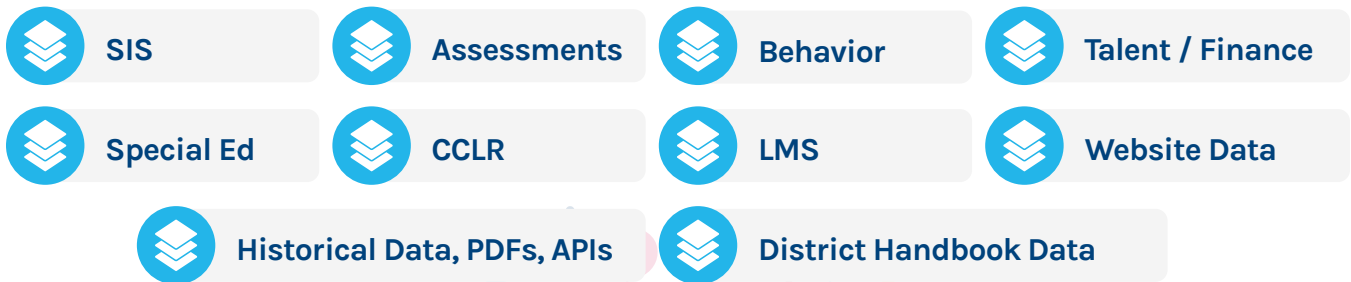 SIS
Assessments
Behavior
Talent / Finance
Special Ed
CCLR
LMS
Website Data
Historical Data, PDFs, APIs
District Handbook Data